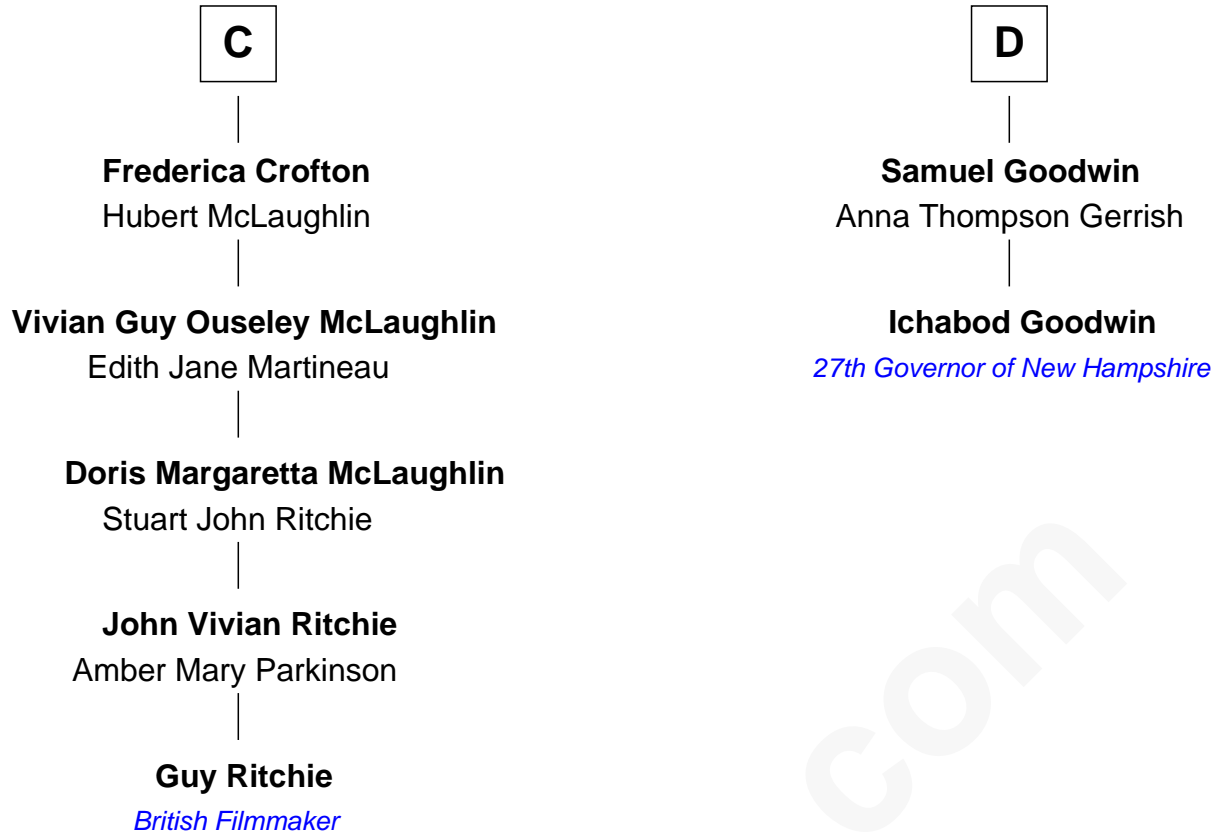 C
Frederica Crofton
Hubert McLaughlin
Vivian Guy Ouseley McLaughlin
Edith Jane Martineau
Doris Margaretta McLaughlin
Stuart John Ritchie
John Vivian Ritchie
Amber Mary Parkinson
Guy Ritchie
British Filmmaker
D
Samuel Goodwin
Anna Thompson Gerrish
Ichabod Goodwin
27th Governor of New Hampshire
com